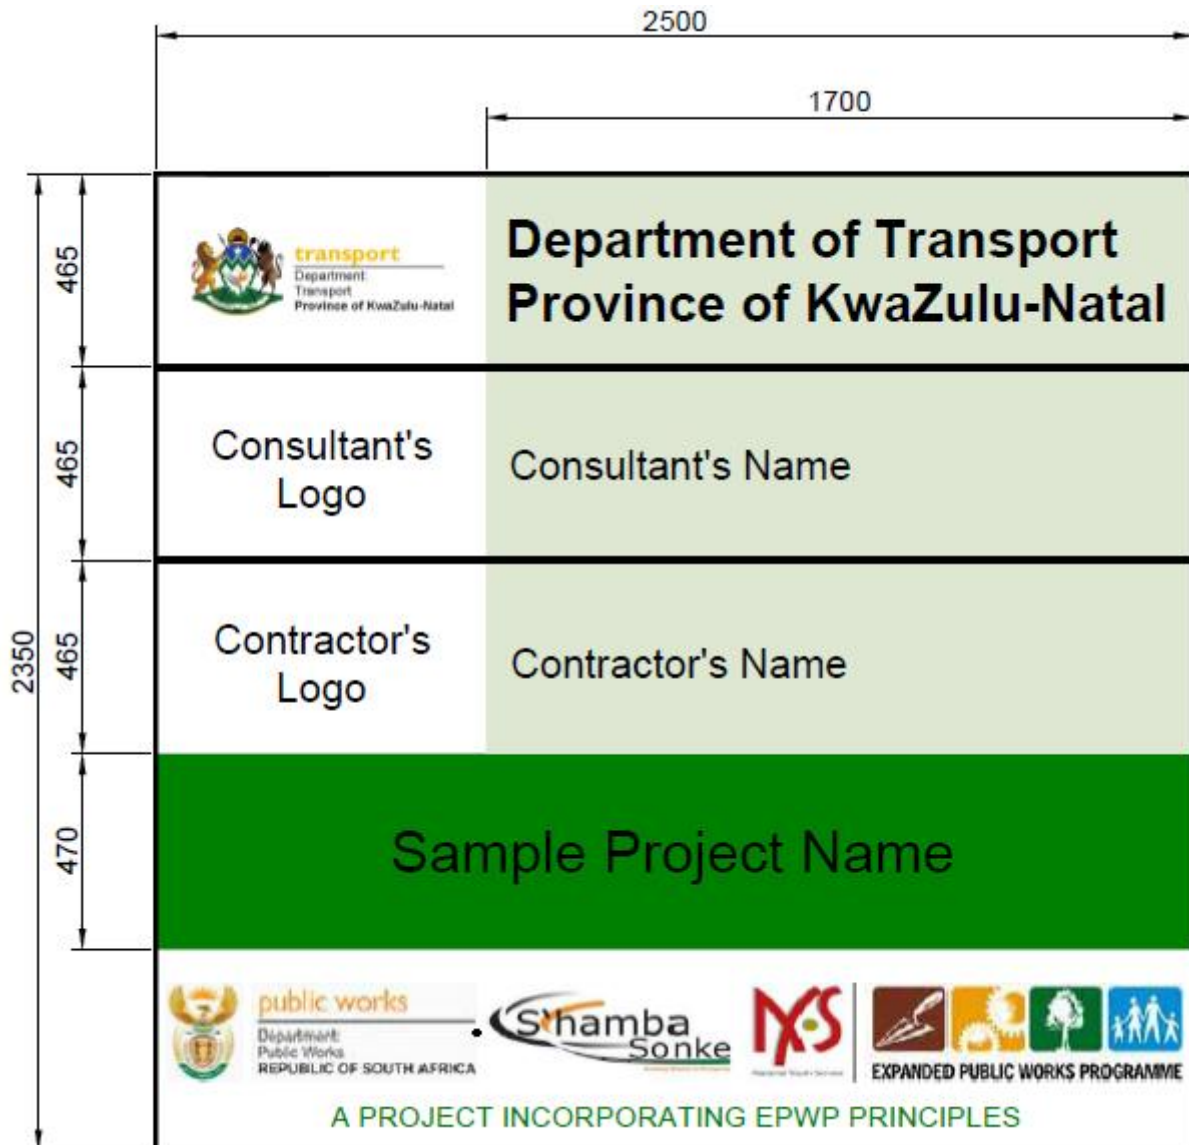 2500
1700
465
transport
Department:
Transport
Province of KwaZulu-Natal
Department of Transport
Province of KwaZulu-Natal
465
Consultant's
Logo
Consultant's Name
2350
465
Contractor's
Logo
Contractor's Name
470
Sample Project Name
public works
Department:
Public Works
REPUBLIC OF SOUTH AFRICA
S'hamba
Sonke
NYS
EXPANDED PUBLIC WORKS PROGRAMME
A PROJECT INCORPORATING EPWP PRINCIPLES